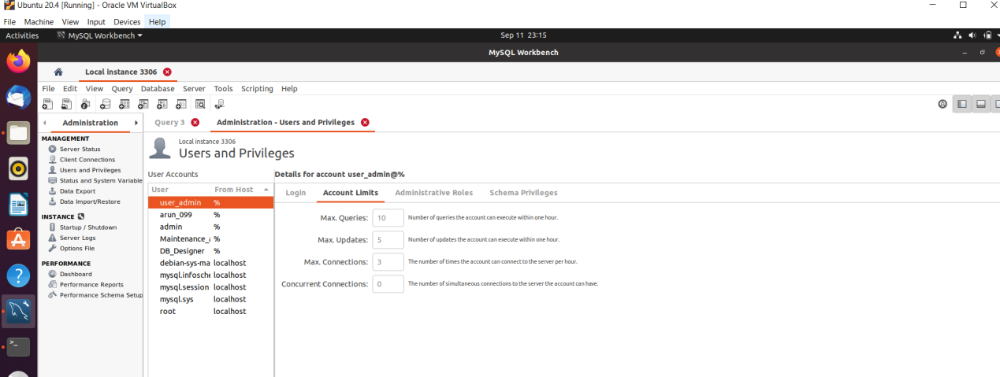 Ubuntu 20.4 [Running] - Oracle VM VirtualBox
File Machine View Input Devices Help
Activities MySQL Workbench Sep 11 23:15
MySQL Workbench
Local instance 3306
File Edit View Query Database Server Tools Scripting Help
Administration Query 3 Administration - Users and Privileges
MANAGEMENT
Server Status
Client Connections
Users and Privileges
Status and System Variable
Data Export
Data Import/Restore
INSTANCE
Startup / Shutdown
Server Logs
Options File
PERFORMANCE
Dashboard
Performance Reports
Performance Schema Setup
Local instance 3306
Users and Privileges
User Accounts
User From Host
user_admin %
arun_099 %
admin %
Maintenance_ %
DB_Designer %
debian-sys-ma localhost
mysql.infosche localhost
mysql.session localhost
mysql.sys localhost
root localhost
Details for account user_admin@%
Login Account Limits Administrative Roles Schema Privileges
Max. Queries: 10 Number of queries the account can execute within one hour.
Max. Updates: 5 Number of updates the account can execute within one hour.
Max. Connections: 3 The number of times the account can connect to the server per hour.
Concurrent Connections: 0 The number of simultaneous connections to the server the account can have.